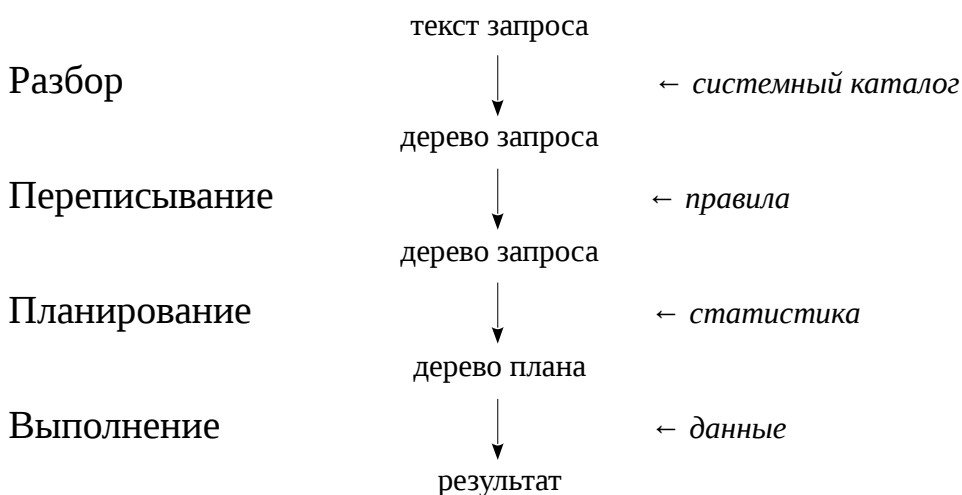 текст запроса
Разбор
← системный каталог
дерево запроса
Переписывание
← правила
дерево запроса
Планирование
← статистика
дерево плана
Выполнение
← данные
результат